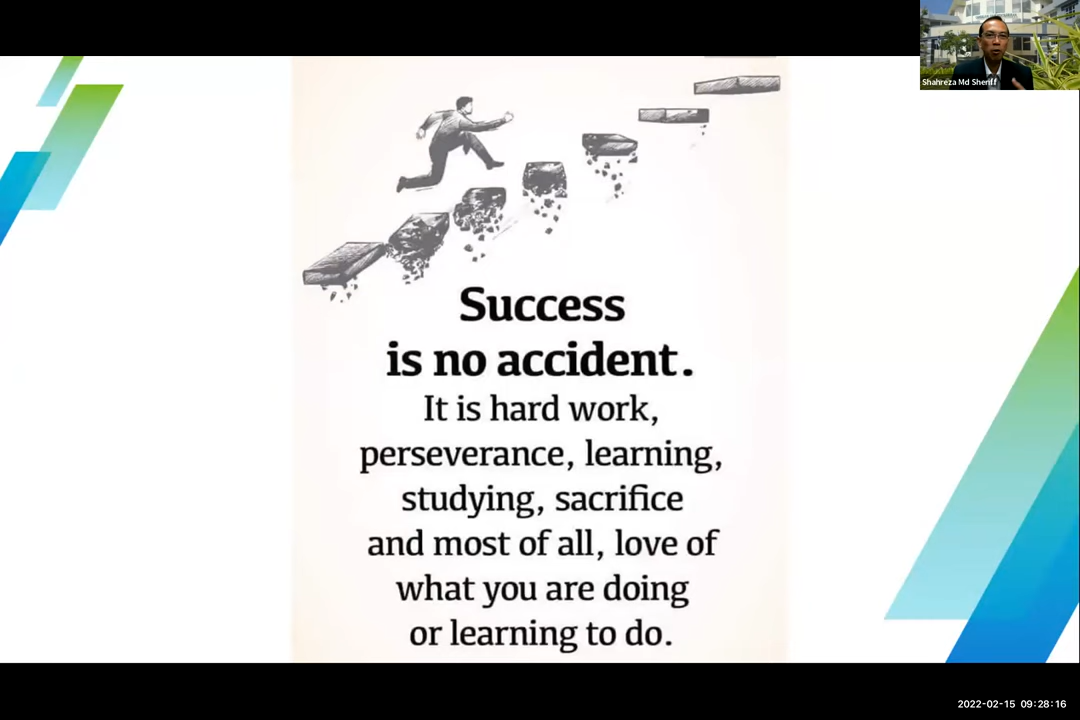 Shahreza Md Sheriff
Success
is no accident.
It is hard work,
perseverance, learning,
studying, sacrifice
and most of all, love of
what you are doing
or learning to do.
2022-02-15 09:28:16